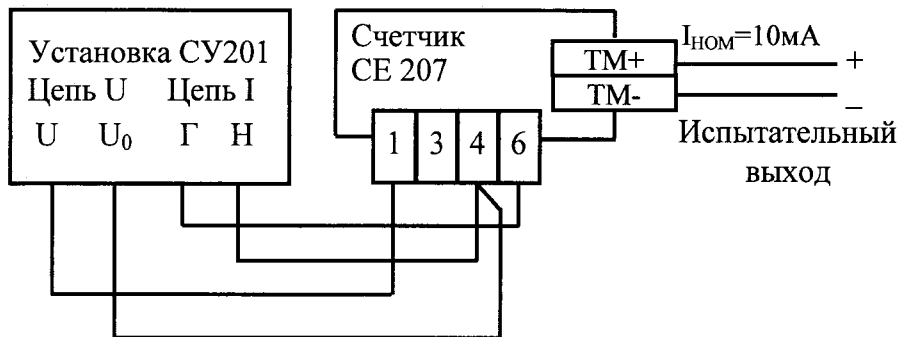 Установка СУ201
Цепь U Цепь I
U U₀ Г Н
Счетчик
СЕ 207
1 3 4 6
ТМ+
ТМ-
IНОМ=10мА
+
–
Испытательный
выход